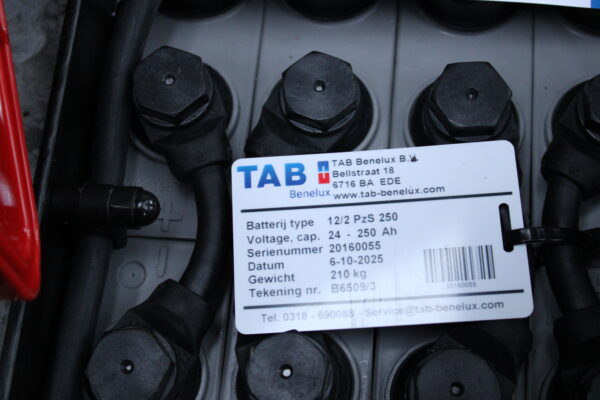 TAB
Benelux
TAB Benelux B.V.
Bellstraat 18
6716 BA EDE
www.tab-benelux.com
Batterij type 12/2 PzS 250
Voltage, cap. 24 - 250 Ah
Serienummer 20160055
Datum 6-10-2025
Gewicht 210 kg
Tekening nr. B6509/3
20160055
Tel. 0318 - 690088 - Service@tab-benelux.com